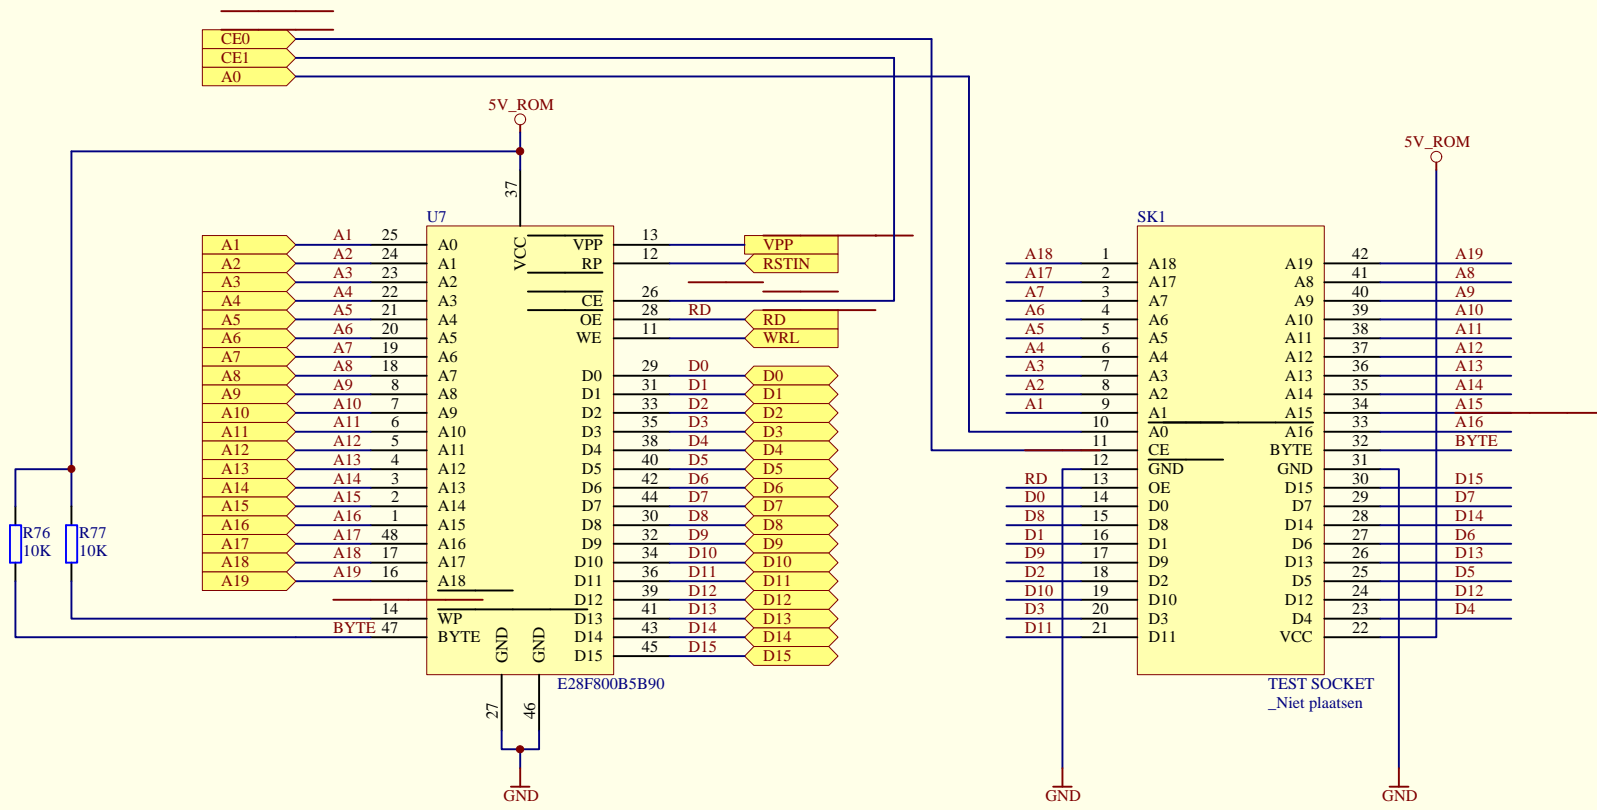 CE0
CE1
A0
5V_ROM
37
U7
A1 A1 25 A0
A2 A2 24 A1
A3 A3 23 A2
A4 A4 22 A3
A5 A5 21 A4
A6 A6 20 A5
A7 A7 19 A6
A8 A8 18 A7
A9 A9 8 A8
A10 A10 7 A9
A11 A11 6 A10
A12 A12 5 A11
A13 A13 4 A12
A14 A14 3 A13
A15 A15 2 A14
A16 A16 1 A15
A17 A17 48 A16
A18 A18 17 A17
A19 A19 16 A18
14 WP
BYTE 47 BYTE
R76
10K
R77
10K
VCC
VPP 13 VPP
RP 12 RSTIN
CE 26
OE 28 RD RD
WE 11 WRL
D0 29 D0 D0
D1 31 D1 D1
D2 33 D2 D2
D3 35 D3 D3
D4 38 D4 D4
D5 40 D5 D5
D6 42 D6 D6
D7 44 D7 D7
D8 30 D8 D8
D9 32 D9 D9
D10 34 D10 D10
D11 36 D11 D11
D12 39 D12 D12
D13 41 D13 D13
D14 43 D14 D14
D15 45 D15 D15
GND GND
E28F800B5B90
27 46
GND
5V_ROM
SK1
A18 1 A18
A17 2 A17
A7 3 A7
A6 4 A6
A5 5 A5
A4 6 A4
A3 7 A3
A2 8 A2
A1 9 A1
10 A0
11 CE
12 GND
RD 13 OE
D0 14 D0
D8 15 D8
D1 16 D1
D9 17 D9
D2 18 D2
D10 19 D10
D3 20 D3
D11 21 D11
A19 42 A19
A8 41 A8
A9 40 A9
A10 39 A10
A11 38 A11
A12 37 A12
A13 36 A13
A14 35 A14
A15 34 A15
A16 33 A16
BYTE 32 BYTE
GND 31
D15 30 D15
D7 29 D7
D14 28 D14
D6 27 D6
D13 26 D13
D5 25 D5
D12 24 D12
D4 23 D4
VCC 22
TEST SOCKET
_Niet plaatsen
GND
GND